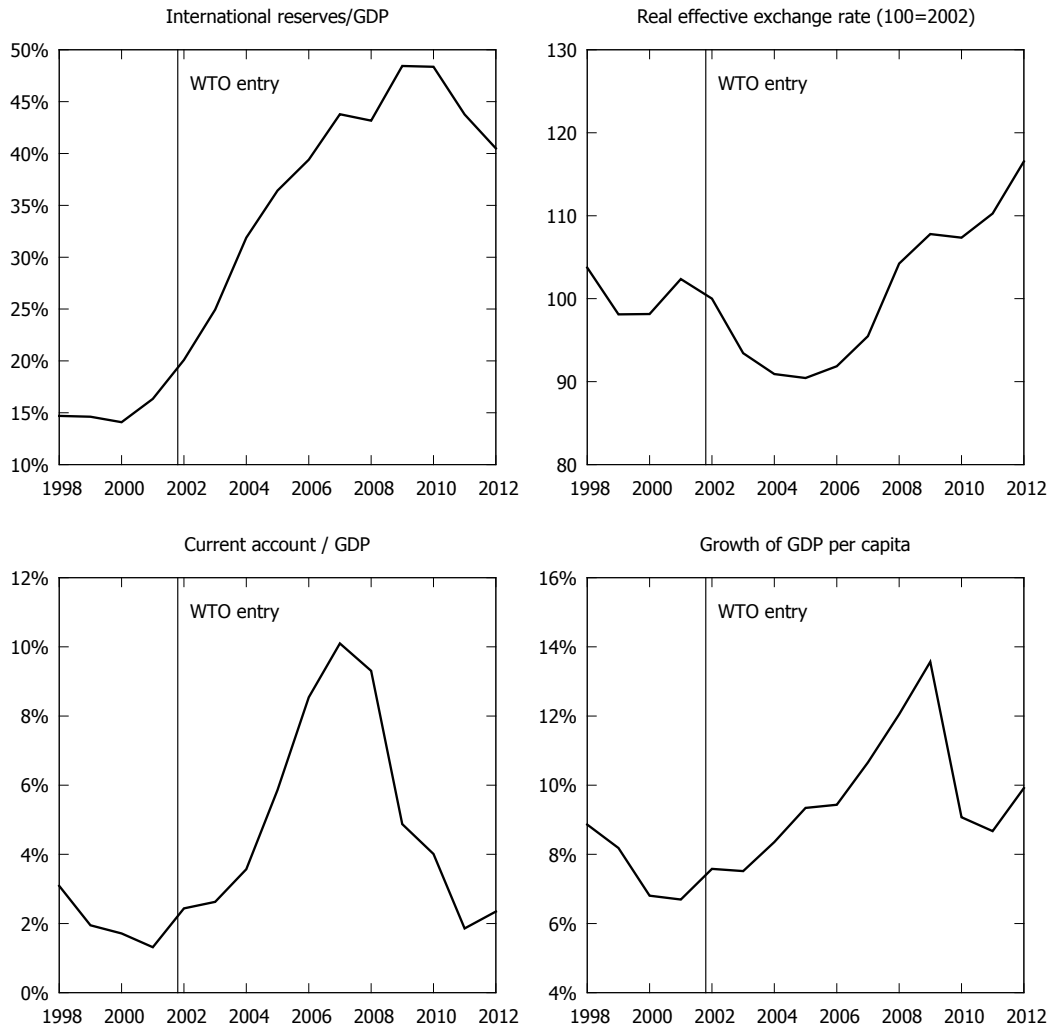 International reserves/GDP
50%
45%
40%
35%
30%
25%
20%
15%
10%
WTO entry
1998 2000 2002 2004 2006 2008 2010 2012
Real effective exchange rate (100=2002)
130
120
110
100
90
80
WTO entry
1998 2000 2002 2004 2006 2008 2010 2012
Current account / GDP
12%
10%
8%
6%
4%
2%
0%
WTO entry
1998 2000 2002 2004 2006 2008 2010 2012
Growth of GDP per capita
16%
14%
12%
10%
8%
6%
4%
WTO entry
1998 2000 2002 2004 2006 2008 2010 2012